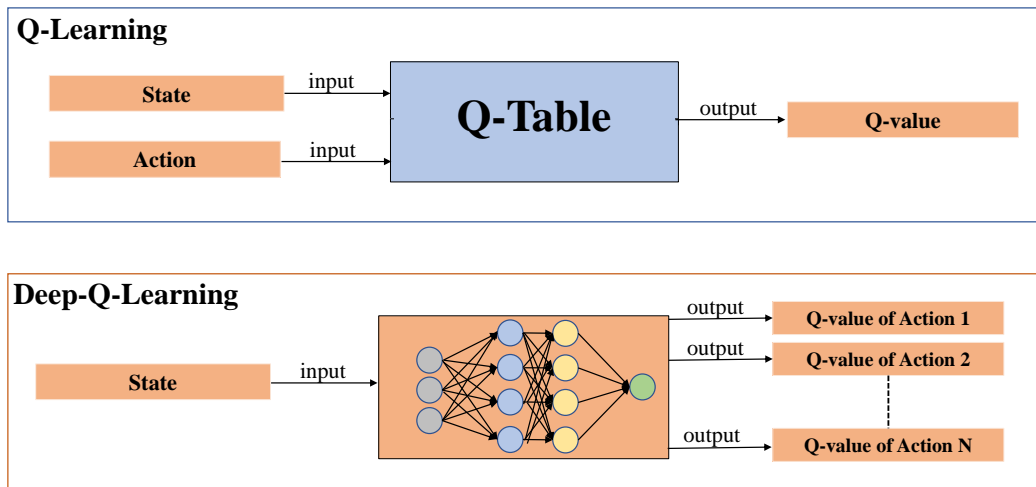 Q-Learning
State
input
Q-Table
output
Q-value
Action
input
Deep-Q-Learning
State
input
output
Q-value of Action 1
output
Q-value of Action 2
output
Q-value of Action N